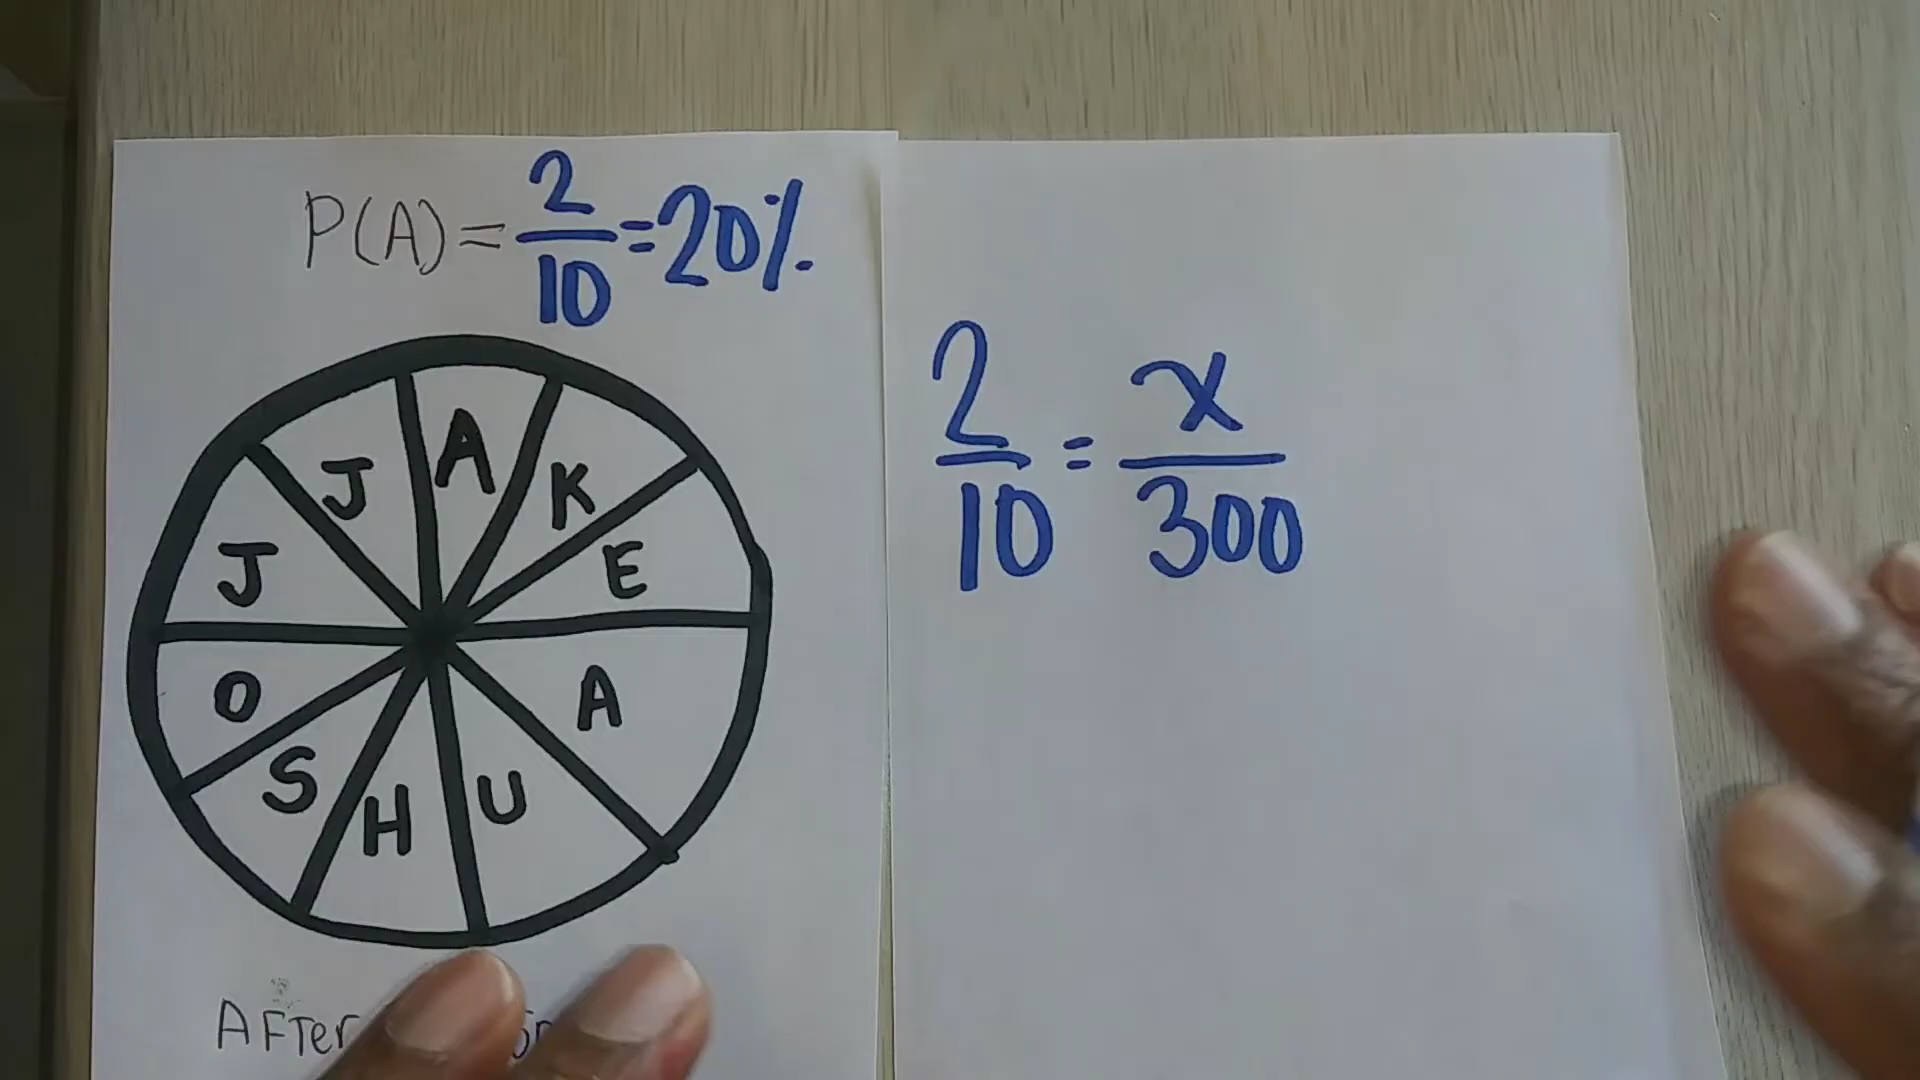 P(A) = 2/10 = 20%.
J A K E A U H S O J
2/10 = x/300
AFTer